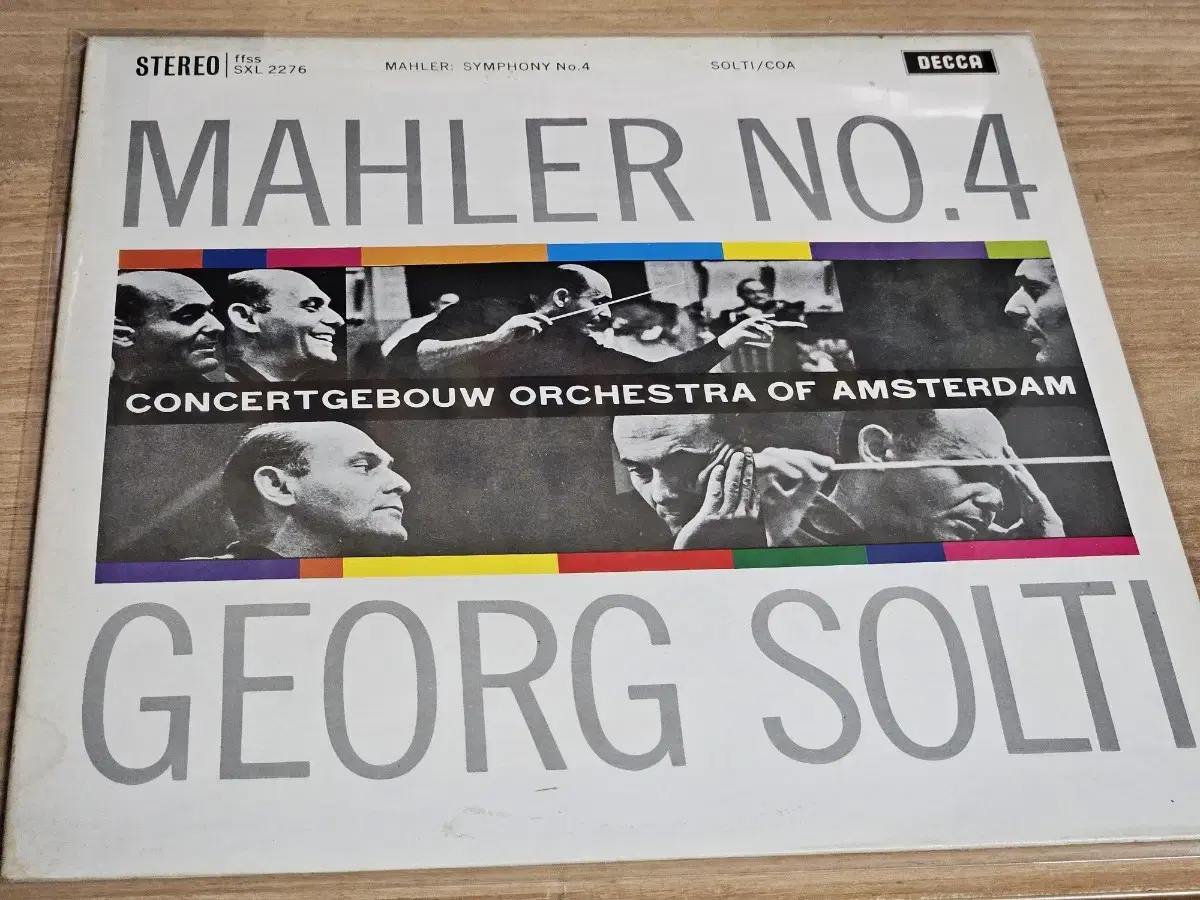 STEREO ffss
SXL 2276
MAHLER: SYMPHONY No.4
SOLTI/COA
DECCA
MAHLER NO.4
CONCERTGEBOUW ORCHESTRA OF AMSTERDAM
GEORG SOLTI